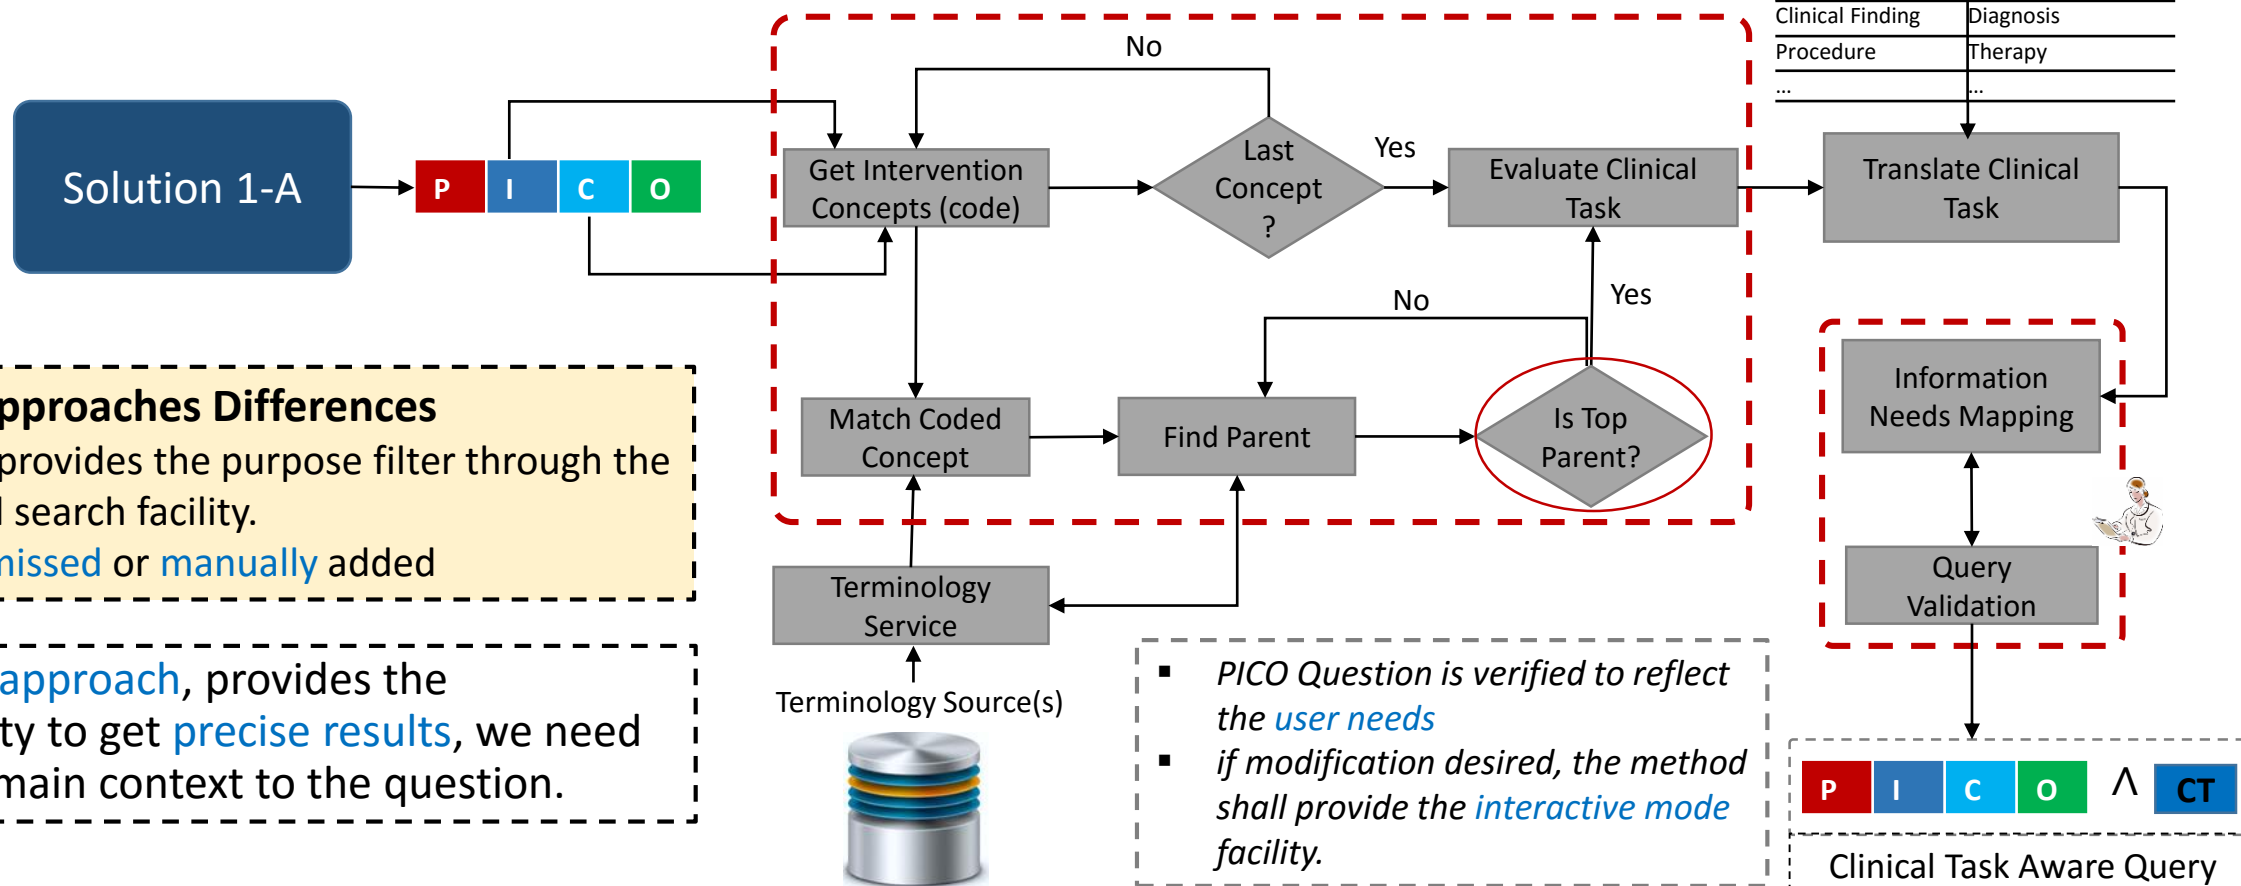 Clinical Finding Diagnosis
Procedure Therapy
... ...
No
Solution 1-A
P I C O
Get Intervention
Concepts (code)
Last
Concept
?
Yes
Evaluate Clinical
Task
Translate Clinical
Task
No
Yes
Match Coded
Concept
Find Parent
Is Top
Parent?
Information
Needs Mapping
Query
Validation
Terminology
Service
Terminology Source(s)
pproaches Differences
provides the purpose filter through the
search facility.
missed or manually added
approach, provides the
ty to get precise results, we need
main context to the question.
▪ PICO Question is verified to reflect
the user needs
▪ if modification desired, the method
shall provide the interactive mode
facility.
P I C O Λ CT
Clinical Task Aware Query